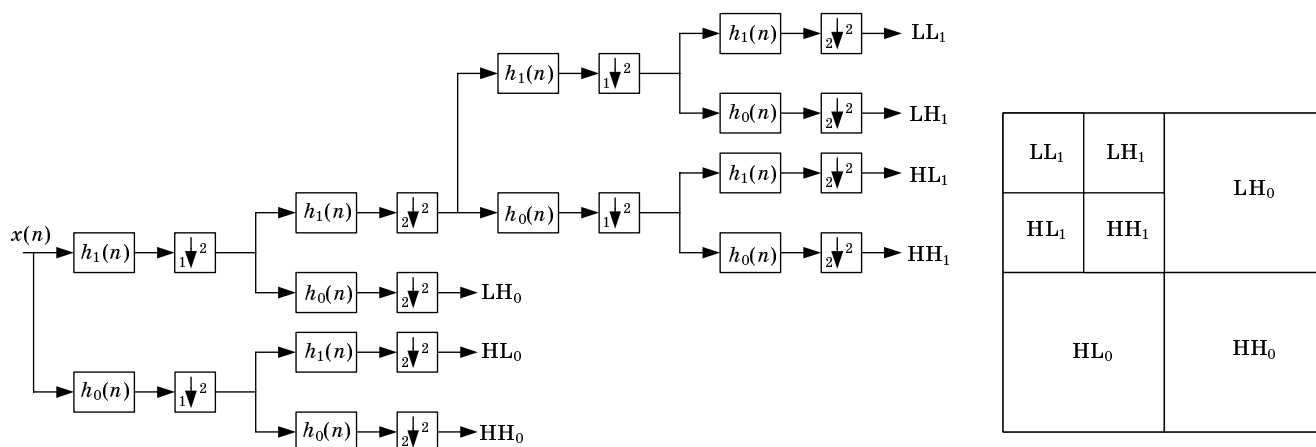 h₁(n) 2↓2 LL₁
h₁(n) 1↓2
h₀(n) 2↓2 LH₁
h₁(n) 2↓2 HL₁
h₁(n) 2↓2 h₀(n) 1↓2
x(n) h₁(n) 1↓2
h₀(n) 2↓2 HH₁
h₀(n) 2↓2 LH₀
h₁(n) 2↓2 HL₀
h₀(n) 1↓2
h₀(n) 2↓2 HH₀
LL₁ LH₁
LH₀
HL₁ HH₁
HL₀ HH₀